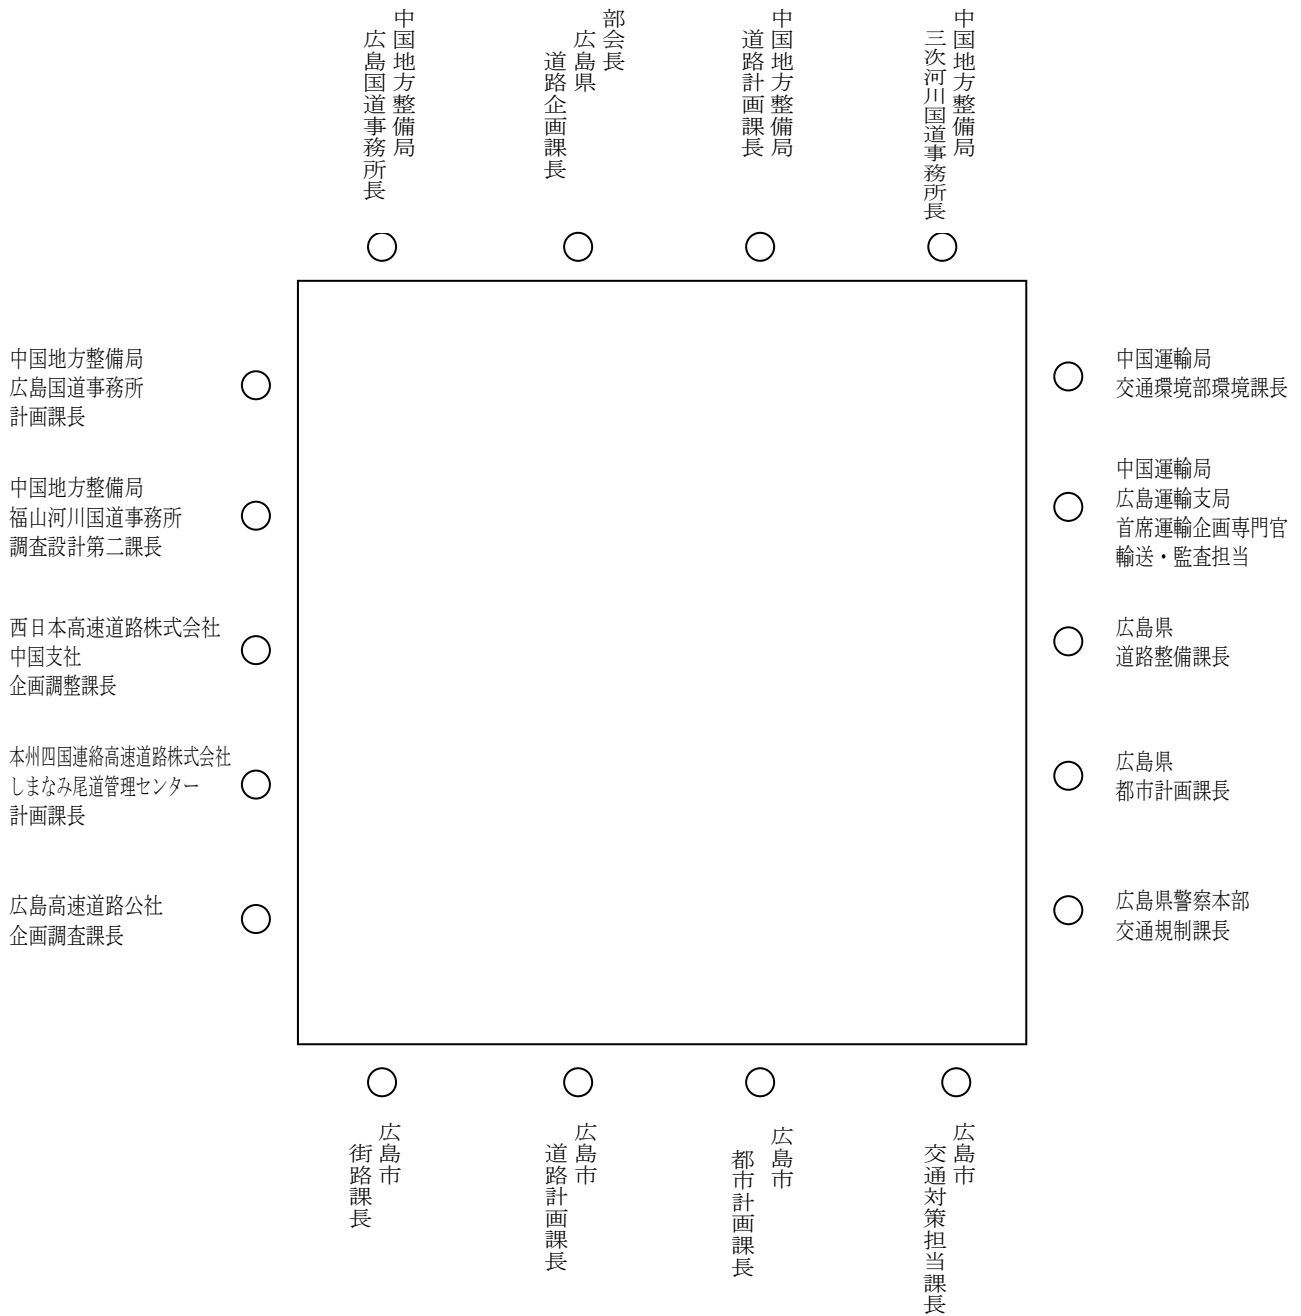 中国地方整備局
広島国道事務所長
部会長
広島県
道路企画課長
中国地方整備局
道路計画課長
中国地方整備局
三次河川国道事務所長
中国地方整備局
広島国道事務所
計画課長
中国地方整備局
福山河川国道事務所
調査設計第二課長
西日本高速道路株式会社
中国支社
企画調整課長
本州四国連絡高速道路株式会社
しまなみ尾道管理センター
計画課長
広島高速道路公社
企画調査課長
中国運輸局
交通環境部環境課長
中国運輸局
広島運輸支局
首席運輸企画専門官
輸送・監査担当
広島県
道路整備課長
広島県
都市計画課長
広島県警察本部
交通規制課長
広島市
街路課長
広島市
道路計画課長
広島市
都市計画課長
広島市
交通対策担当課長